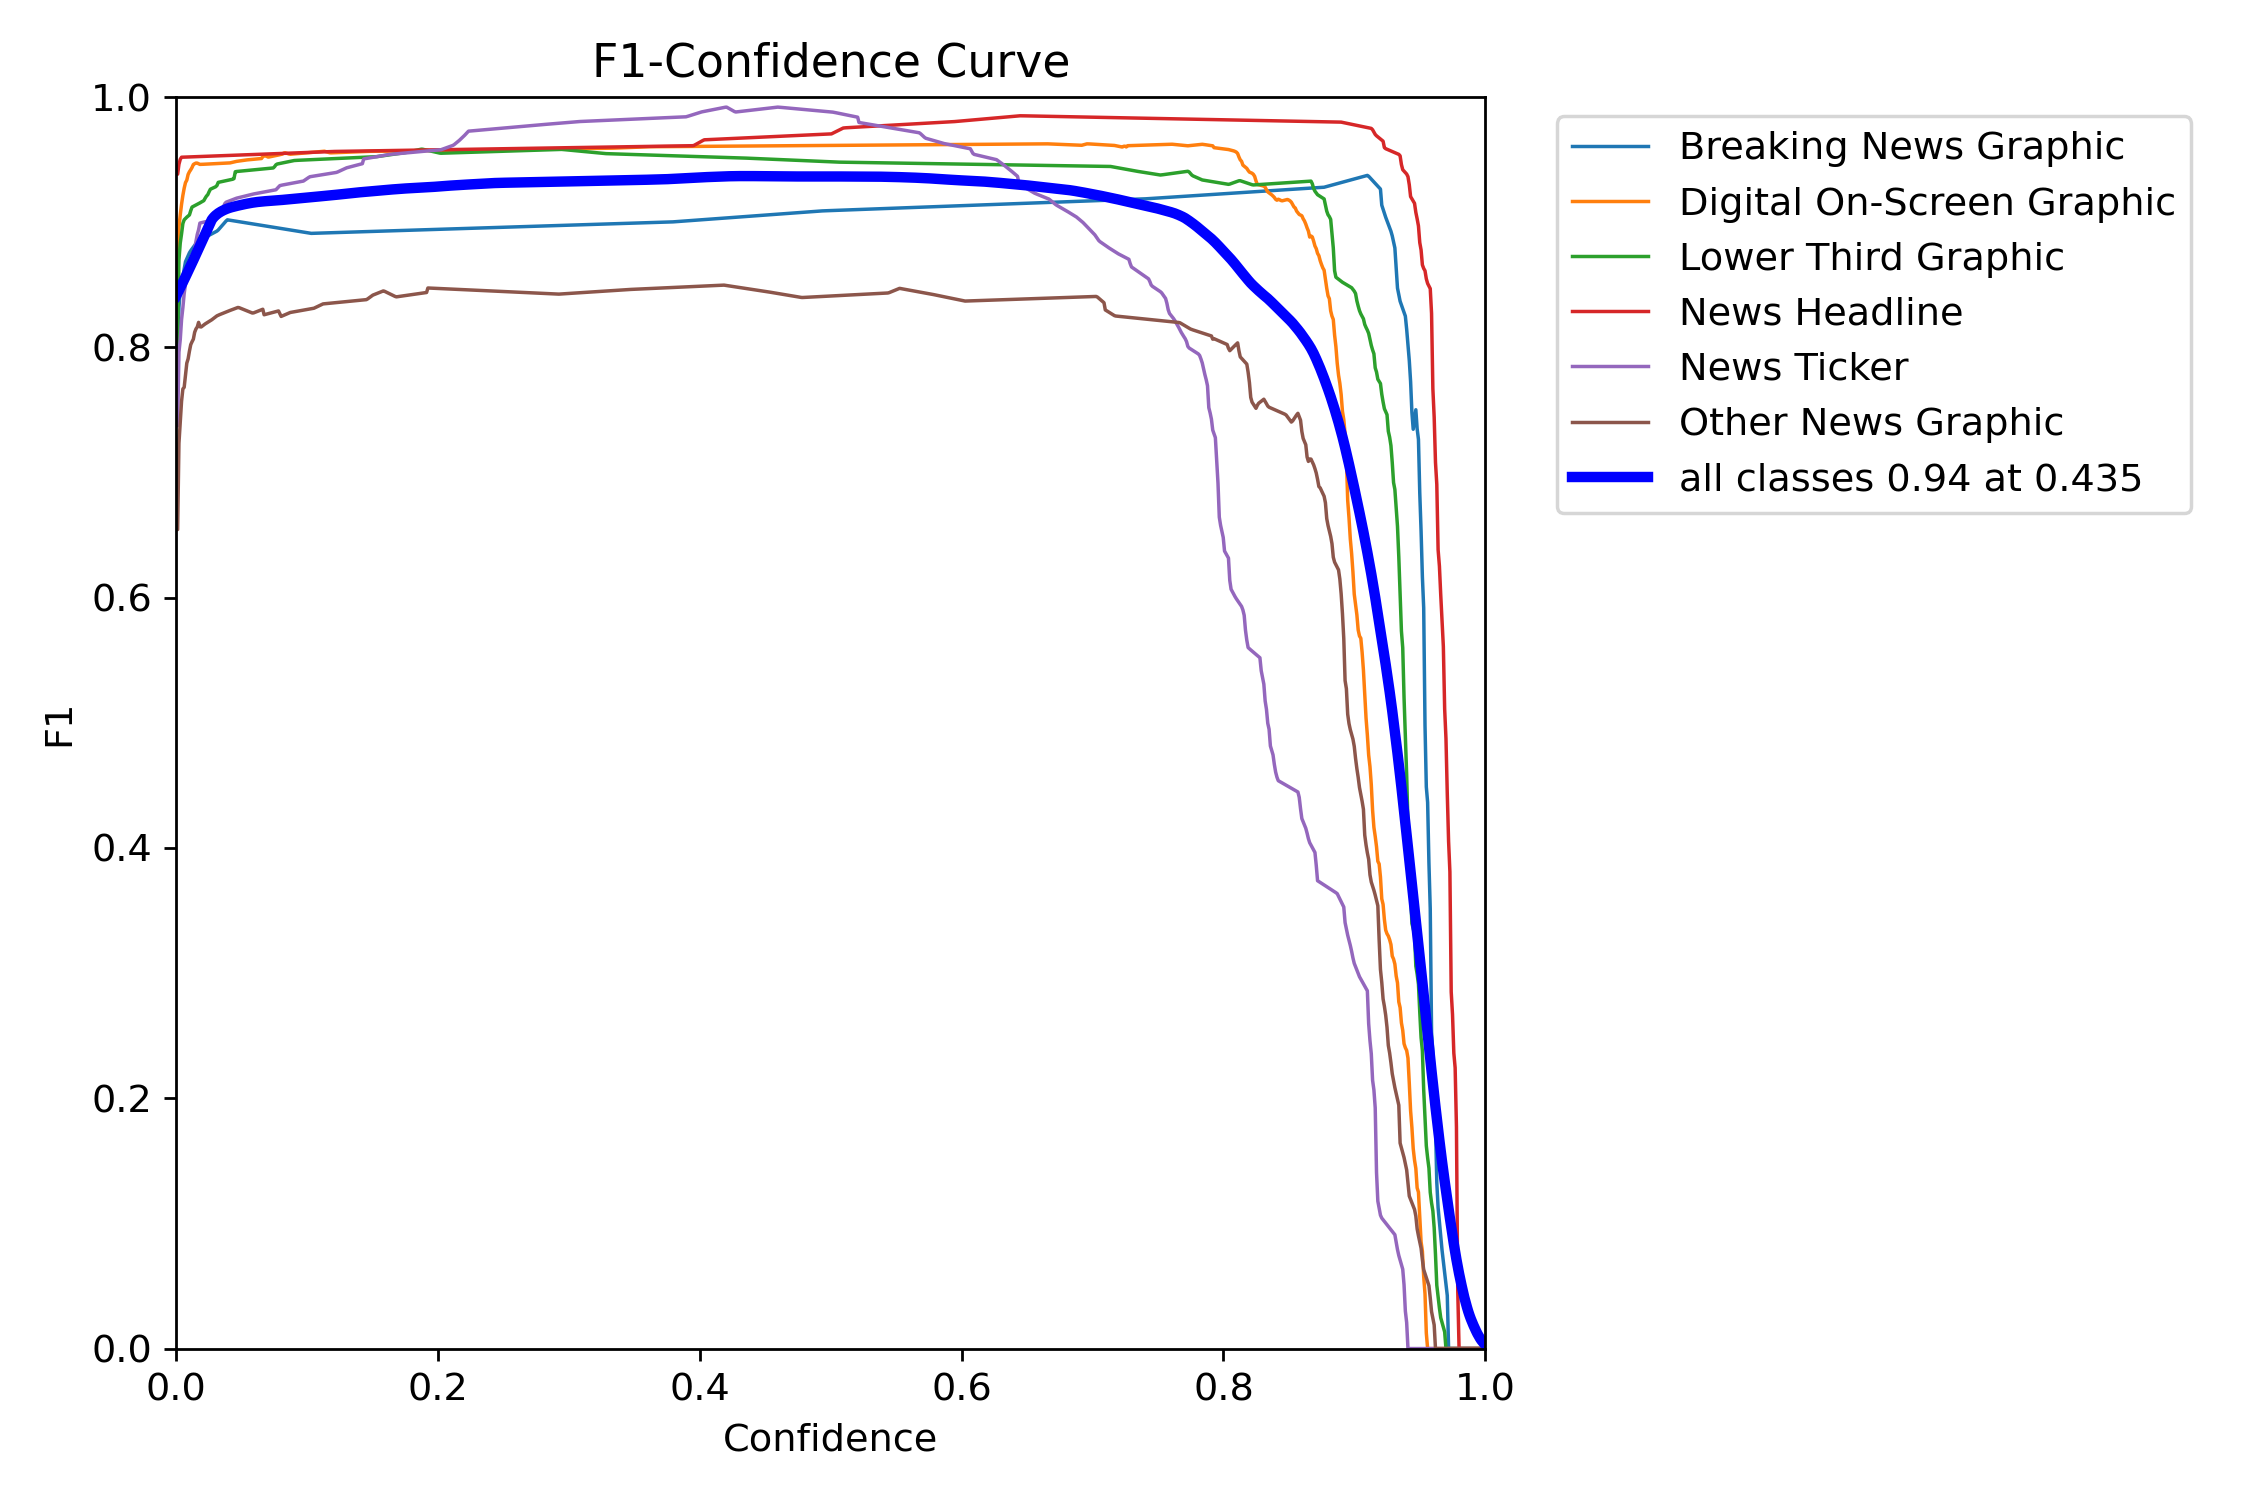 F1-Confidence Curve
1.0
0.8
0.6
0.4
0.2
0.0
F1
0.0 0.2 0.4 0.6 0.8 1.0
Confidence
Breaking News Graphic
Digital On-Screen Graphic
Lower Third Graphic
News Headline
News Ticker
Other News Graphic
all classes 0.94 at 0.435